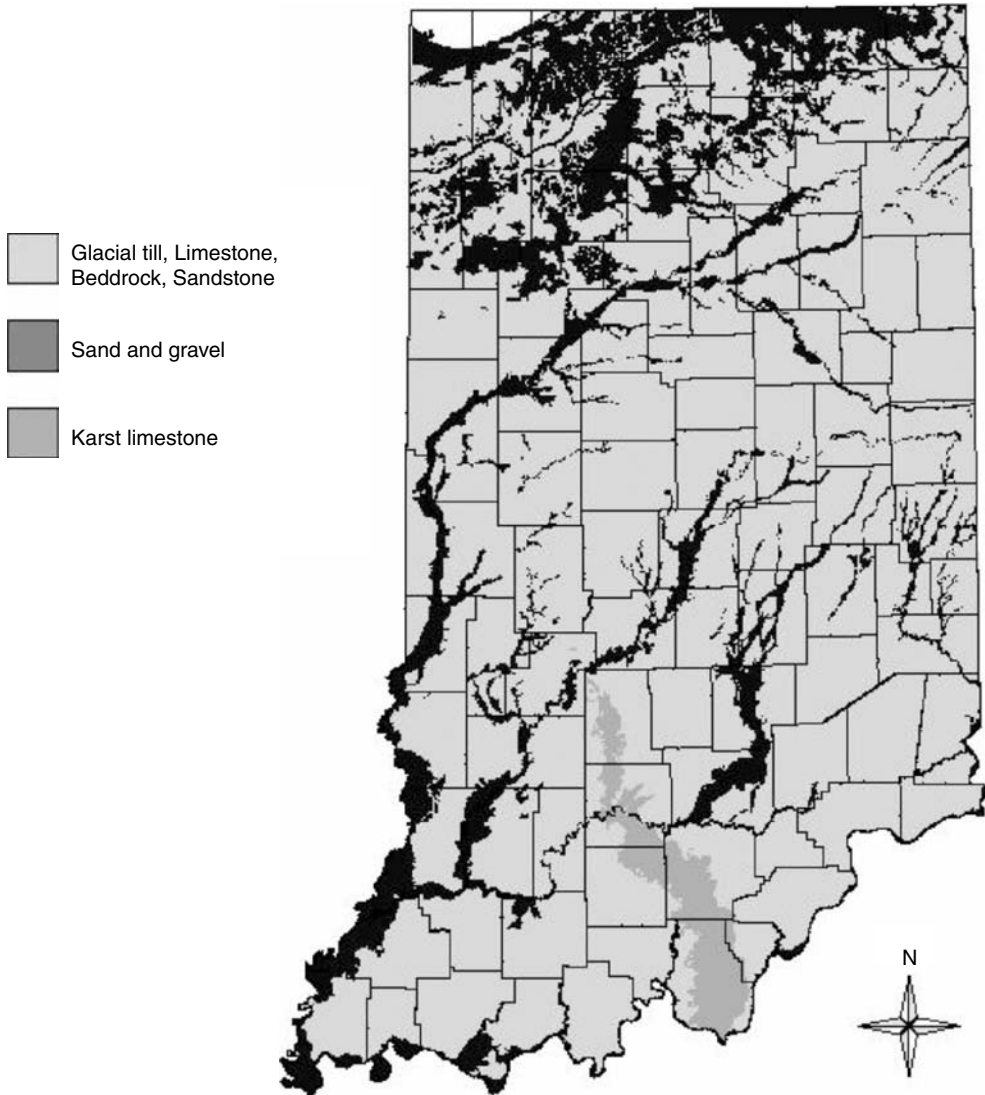 Glacial till, Limestone,
Beddrock, Sandstone
Sand and gravel
Karst limestone
N